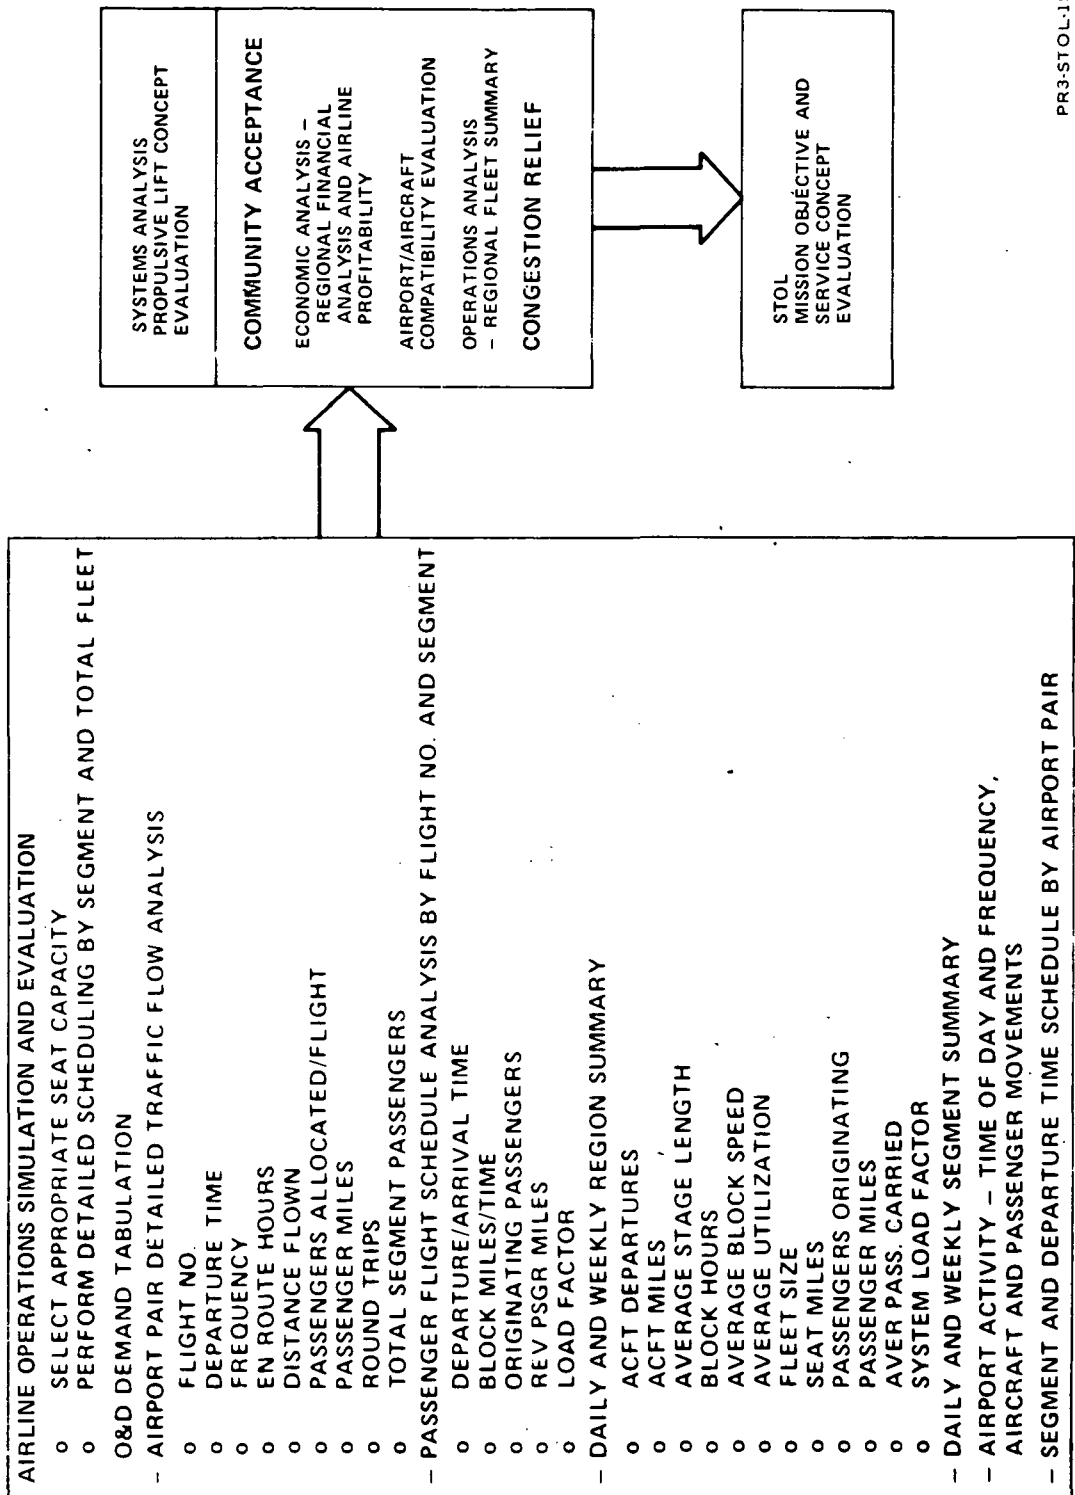 AIRLINE OPERATIONS SIMULATION AND EVALUATION
o SELECT APPROPRIATE SEAT CAPACITY
o PERFORM DETAILED SCHEDULING BY SEGMENT AND TOTAL FLEET
O&D DEMAND TABULATION
– AIRPORT PAIR DETAILED TRAFFIC FLOW ANALYSIS
o FLIGHT NO.
o DEPARTURE TIME
o FREQUENCY
o EN ROUTE HOURS
o DISTANCE FLOWN
o PASSENGERS ALLOCATED/FLIGHT
o PASSENGER MILES
o ROUND TRIPS
o TOTAL SEGMENT PASSENGERS
– PASSENGER FLIGHT SCHEDULE ANALYSIS BY FLIGHT NO. AND SEGMENT
o DEPARTURE/ARRIVAL TIME
o BLOCK MILES/TIME
o ORIGINATING PASSENGERS
o REV PSGR MILES
o LOAD FACTOR
– DAILY AND WEEKLY REGION SUMMARY
o ACFT DEPARTURES
o ACFT MILES
o AVERAGE STAGE LENGTH
o BLOCK HOURS
o AVERAGE BLOCK SPEED
o AVERAGE UTILIZATION
o FLEET SIZE
o SEAT MILES
o PASSENGERS ORIGINATING
o PASSENGER MILES
o AVER PASS. CARRIED
o SYSTEM LOAD FACTOR
– DAILY AND WEEKLY SEGMENT SUMMARY
– AIRPORT ACTIVITY – TIME OF DAY AND FREQUENCY,
AIRCRAFT AND PASSENGER MOVEMENTS
– SEGMENT AND DEPARTURE TIME SCHEDULE BY AIRPORT PAIR
SYSTEMS ANALYSIS
PROPULSIVE LIFT CONCEPT
EVALUATION
COMMUNITY ACCEPTANCE
ECONOMIC ANALYSIS –
REGIONAL FINANCIAL
ANALYSIS AND AIRLINE
PROFITABILITY
AIRPORT/AIRCRAFT
COMPATIBILITY EVALUATION
OPERATIONS ANALYSIS
– REGIONAL FLEET SUMMARY
CONGESTION RELIEF
STOL
MISSION OBJECTIVE AND
SERVICE CONCEPT
EVALUATION